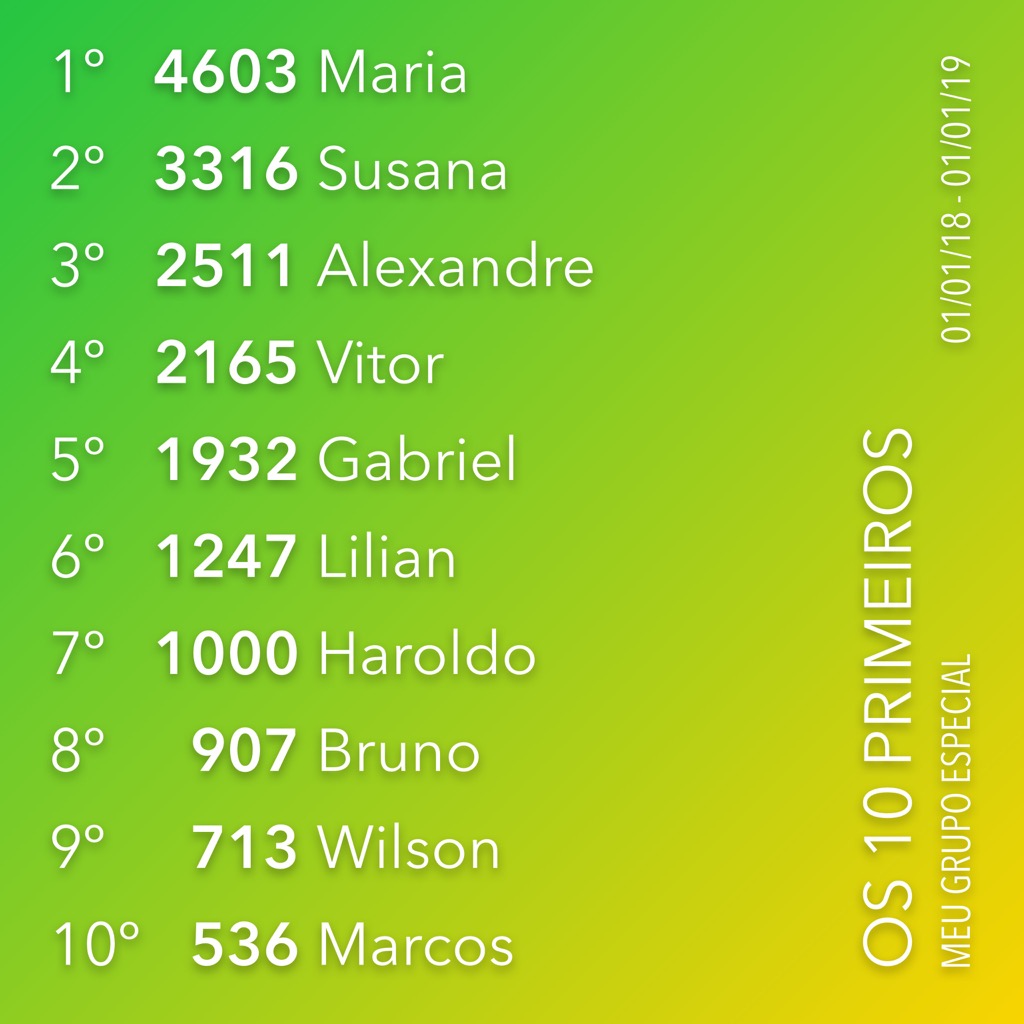 1º 4603 Maria
2º 3316 Susana
3º 2511 Alexandre
4º 2165 Vitor
5º 1932 Gabriel
6º 1247 Lilian
7º 1000 Haroldo
8º 907 Bruno
9º 713 Wilson
10º 536 Marcos
OS 10 PRIMEIROS
MEU GRUPO ESPECIAL
01/01/18 - 01/01/19